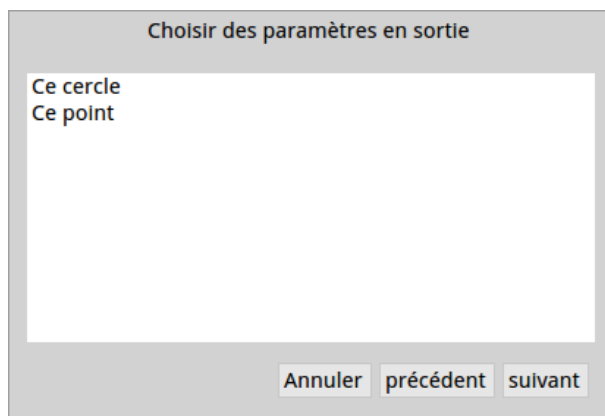 Choisir des paramètres en sortie
Ce cercle
Ce point
Annuler précédent suivant